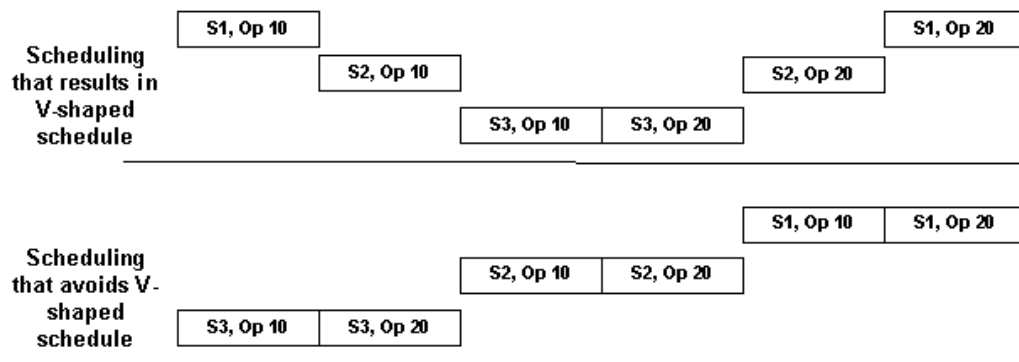 S1, Op 10
S1, Op 20
Scheduling
that results in
V-shaped
schedule
S2, Op 10
S2, Op 20
S3, Op 10
S3, Op 20
S1, Op 10
S1, Op 20
Scheduling
that avoids V-
shaped
schedule
S2, Op 10
S2, Op 20
S3, Op 10
S3, Op 20